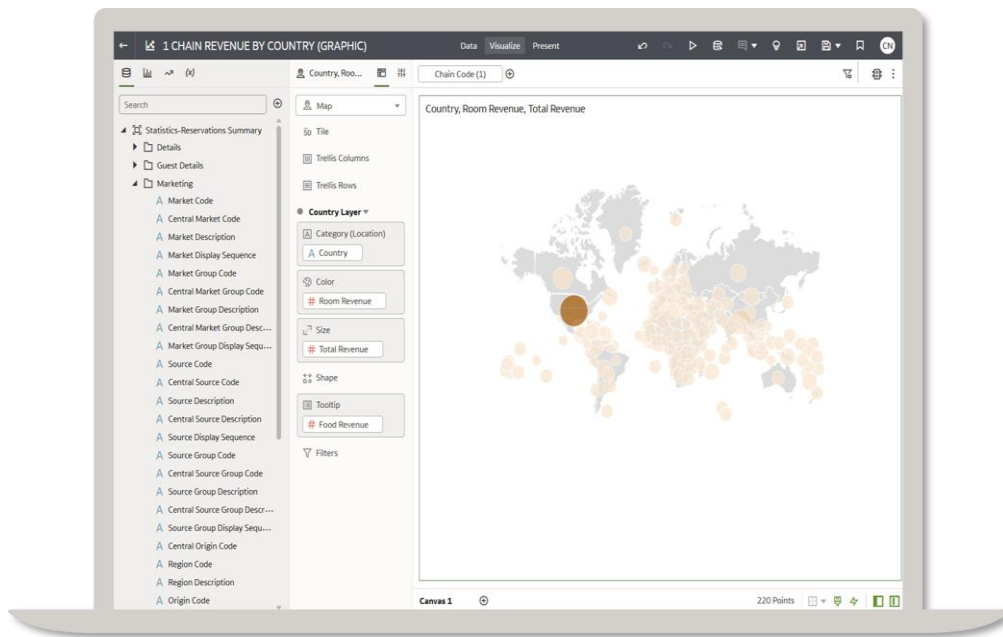 1 CHAIN REVENUE BY COUNTRY (GRAPHIC)
Data Visualize Present
CN
(x)
Country, Roo...
Chain Code (1)
Search
Statistics-Reservations Summary
Details
Guest Details
Marketing
A Market Code
A Central Market Code
A Market Description
A Market Display Sequence
A Market Group Code
A Central Market Group Code
A Market Group Description
A Central Market Group Desc...
A Market Group Display Sequ...
A Source Code
A Central Source Code
A Source Description
A Central Source Description
A Source Display Sequence
A Source Group Code
A Central Source Group Code
A Source Group Description
A Central Source Group Descr...
A Source Group Display Sequ...
A Central Origin Code
A Region Code
A Region Description
A Origin Code
Map
50 Tile
Trellis Columns
Trellis Rows
Country Layer
A Category (Location)
A Country
Color
# Room Revenue
Size
# Total Revenue
Shape
Tooltip
# Food Revenue
Filters
Country, Room Revenue, Total Revenue
Canvas 1
220 Points